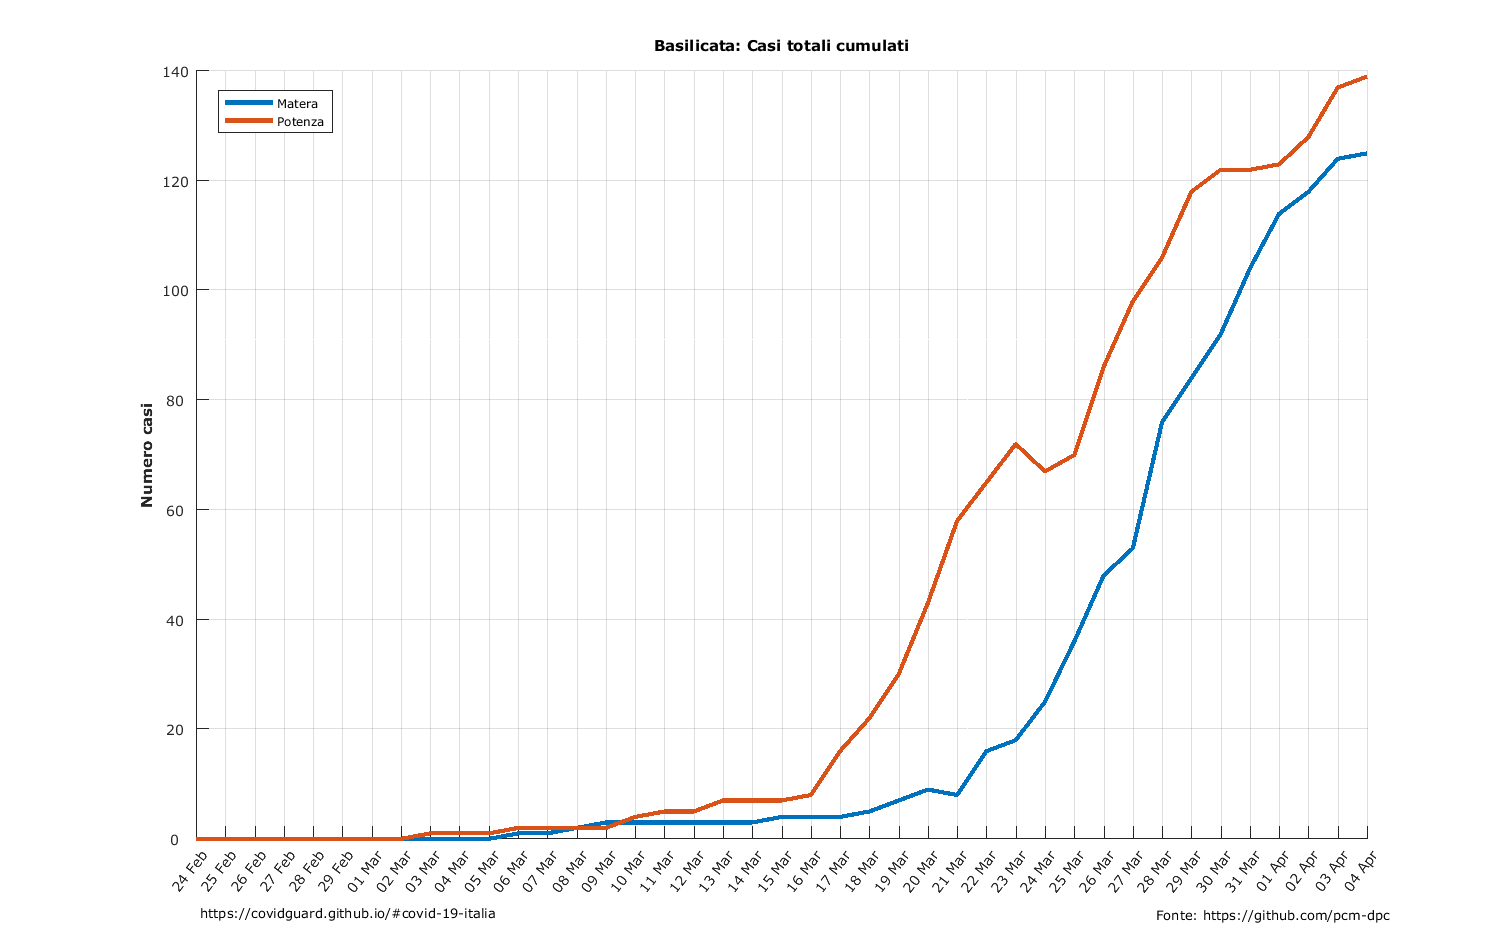 Basilicata: Casi totali cumulati
Matera
Potenza
Numero casi
140
120
100
80
60
40
20
0
24 Feb
25 Feb
26 Feb
27 Feb
28 Feb
29 Feb
01 Mar
02 Mar
03 Mar
04 Mar
05 Mar
06 Mar
07 Mar
08 Mar
09 Mar
10 Mar
11 Mar
12 Mar
13 Mar
14 Mar
15 Mar
16 Mar
17 Mar
18 Mar
19 Mar
20 Mar
21 Mar
22 Mar
23 Mar
24 Mar
25 Mar
26 Mar
27 Mar
28 Mar
29 Mar
30 Mar
31 Mar
01 Apr
02 Apr
03 Apr
04 Apr
https://covidguard.github.io/#covid-19-italia
Fonte: https://github.com/pcm-dpc